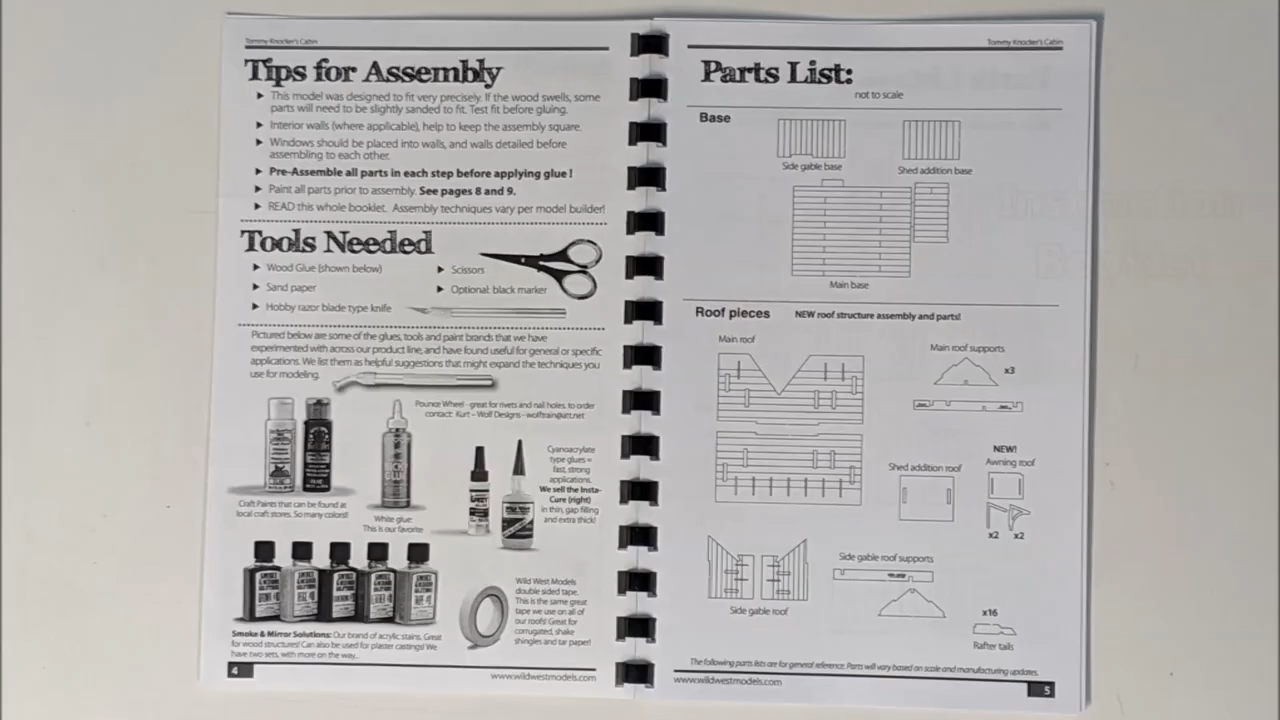 Tommy Knocker's Cabin
Tips for Assembly
This model was designed to fit very precisely. If the wood swells, some
parts will need to be slightly sanded to fit. Test fit before gluing.
Interior walls (where applicable), help to keep the assembly square.
Windows should be placed into walls, and walls detailed before
assembling to each other.
Pre-Assemble all parts in each step before applying glue !
Paint all parts prior to assembly. See pages 8 and 9.
READ this whole booklet. Assembly techniques vary per model builder!
Tools Needed
Wood Glue (shown below)
Sand paper
Hobby razor blade type knife
Scissors
Optional: black marker
Pictured below are some of the glues, tools and paint brands that we have
experimented with across our product line, and have found useful for general or specific
applications. We list them as helpful suggestions that might expand the techniques you
use for modeling.
Pounce Wheel - great for rivets and nail holes, to order
contact: Kurt – Wolf Designs - wolftrain@att.net
Craft Paints that can be found at
local craft stores. So many colors!
White glue:
This is our favorite
Cyanoacrylate
type glues =
fast, strong
applications.
We sell the Insta-
Cure (right)
in thin, gap filling
and extra thick!
SMOKE
& MIRROR
SMOKE
& MIRROR
SMOKE
& MIRROR
SMOKE
& MIRROR
SMOKE
& MIRROR
Smoke & Mirror Solutions: Our brand of acrylic stains. Great
for wood structures! Can also be used for plaster castings! We
have two sets, with more on the way...
Wild West Models
double sided tape.
This is the same great
tape we use on all of
our roofs! Great for
corrugated, shake
shingles and tar paper!
4
www.wildwestmodels.com
Tommy Knocker's Cabin
Parts List:
not to scale
Base
Side gable base
Shed addition base
Main base
Roof pieces
NEW roof structure assembly and parts!
Main roof
Main roof supports
x3
Shed addition roof
NEW!
Awning roof
x2
x2
Side gable roof
Side gable roof supports
x16
Rafter tails
The following parts lists are for general reference. Parts will vary based on scale and manufacturing updates.
www.wildwestmodels.com
5